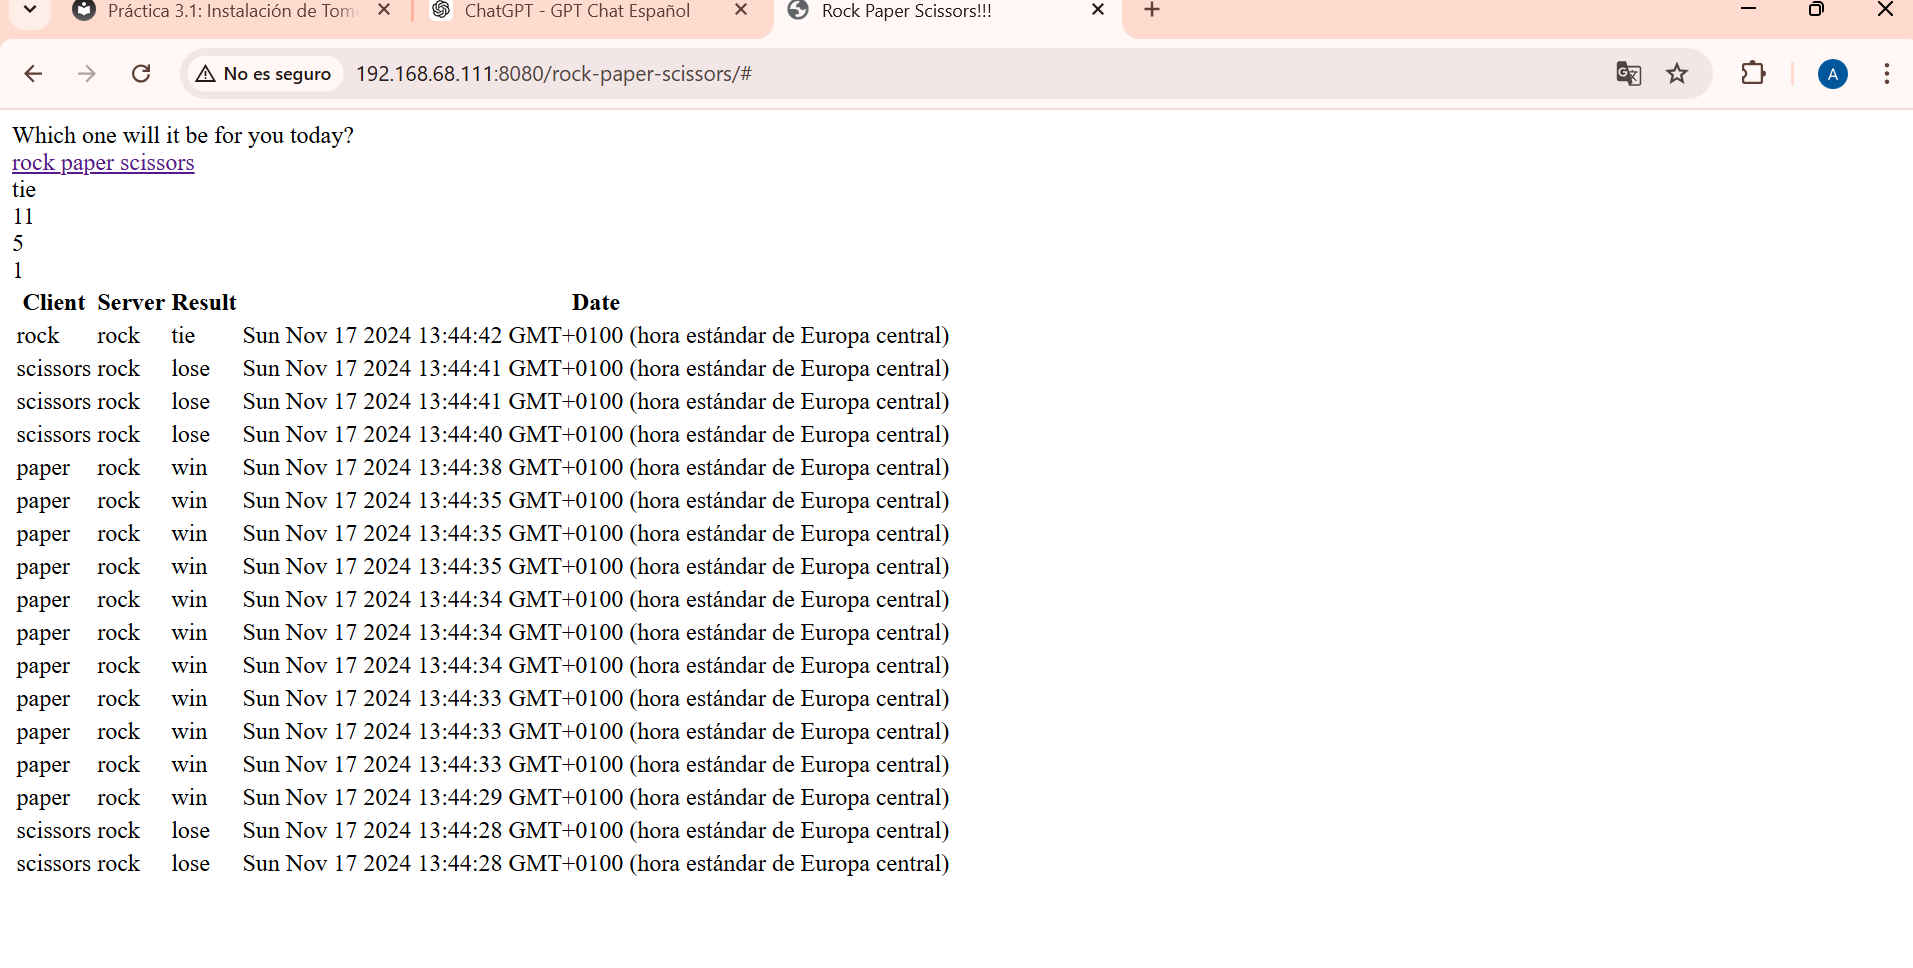 Práctica 3.1: Instalación de Tom
ChatGPT - GPT Chat Español
Rock Paper Scissors!!!
No es seguro
192.168.68.111:8080/rock-paper-scissors/#
A
Which one will it be for you today?
rock paper scissors
tie
11
5
1
Client Server Result Date
rock rock tie Sun Nov 17 2024 13:44:42 GMT+0100 (hora estándar de Europa central)
scissors rock lose Sun Nov 17 2024 13:44:41 GMT+0100 (hora estándar de Europa central)
scissors rock lose Sun Nov 17 2024 13:44:41 GMT+0100 (hora estándar de Europa central)
scissors rock lose Sun Nov 17 2024 13:44:40 GMT+0100 (hora estándar de Europa central)
paper rock win Sun Nov 17 2024 13:44:38 GMT+0100 (hora estándar de Europa central)
paper rock win Sun Nov 17 2024 13:44:35 GMT+0100 (hora estándar de Europa central)
paper rock win Sun Nov 17 2024 13:44:35 GMT+0100 (hora estándar de Europa central)
paper rock win Sun Nov 17 2024 13:44:35 GMT+0100 (hora estándar de Europa central)
paper rock win Sun Nov 17 2024 13:44:34 GMT+0100 (hora estándar de Europa central)
paper rock win Sun Nov 17 2024 13:44:34 GMT+0100 (hora estándar de Europa central)
paper rock win Sun Nov 17 2024 13:44:34 GMT+0100 (hora estándar de Europa central)
paper rock win Sun Nov 17 2024 13:44:33 GMT+0100 (hora estándar de Europa central)
paper rock win Sun Nov 17 2024 13:44:33 GMT+0100 (hora estándar de Europa central)
paper rock win Sun Nov 17 2024 13:44:33 GMT+0100 (hora estándar de Europa central)
paper rock win Sun Nov 17 2024 13:44:29 GMT+0100 (hora estándar de Europa central)
scissors rock lose Sun Nov 17 2024 13:44:28 GMT+0100 (hora estándar de Europa central)
scissors rock lose Sun Nov 17 2024 13:44:28 GMT+0100 (hora estándar de Europa central)